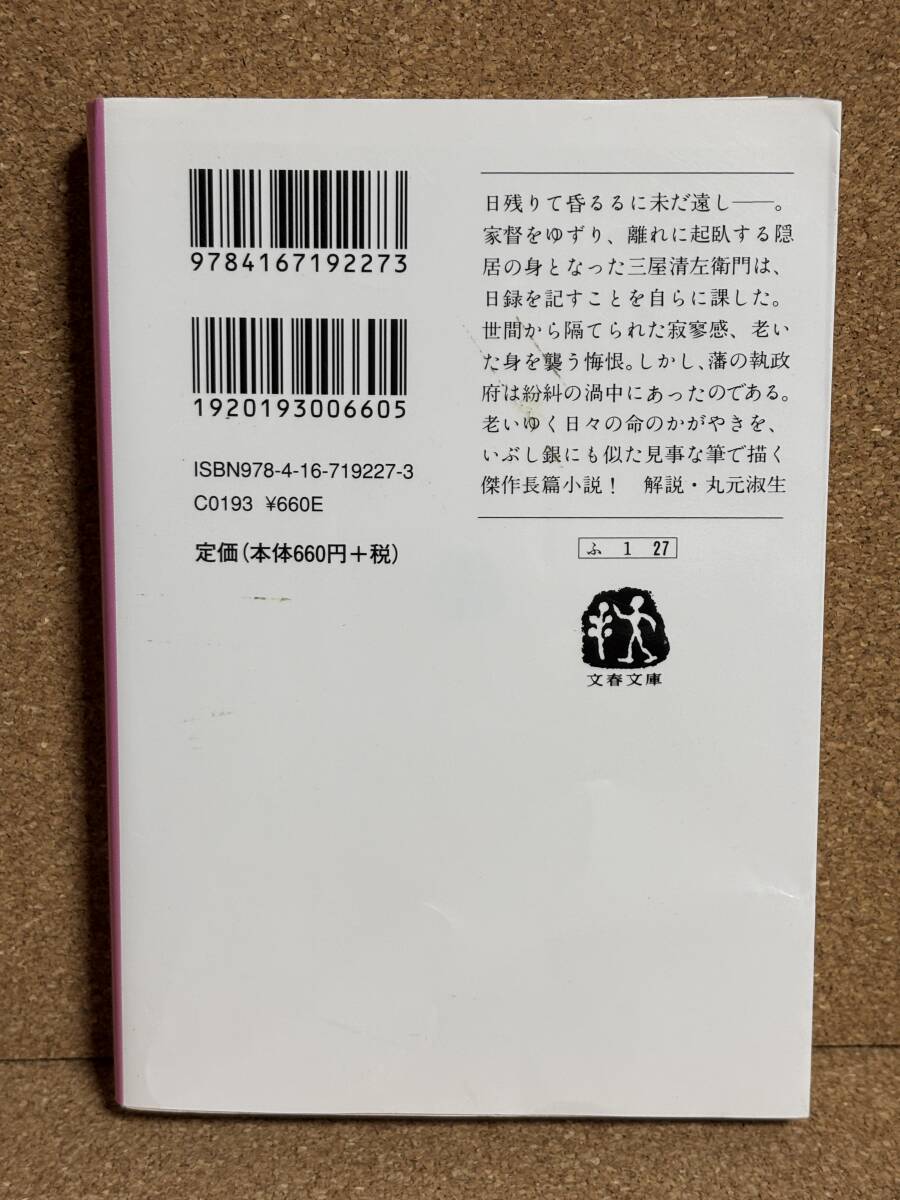 9784167192273
1920193006605
ISBN978-4-16-719227-3
C0193 ¥660E
定価(本体660円+税)
日残りて昏るるに未だ遠し――。
家督をゆずり、離れに起臥する隠
居の身となった三屋清左衛門は、
日録を記すことを自らに課した。
世間から隔てられた寂寥感、老い
た身を襲う悔恨。しかし、藩の執政
府は紛糾の渦中にあったのである。
老いゆく日々の命のかがやきを、
いぶし銀にも似た見事な筆で描く
傑作長篇小説! 解説・丸元淑生
ふ 1 27
文春文庫